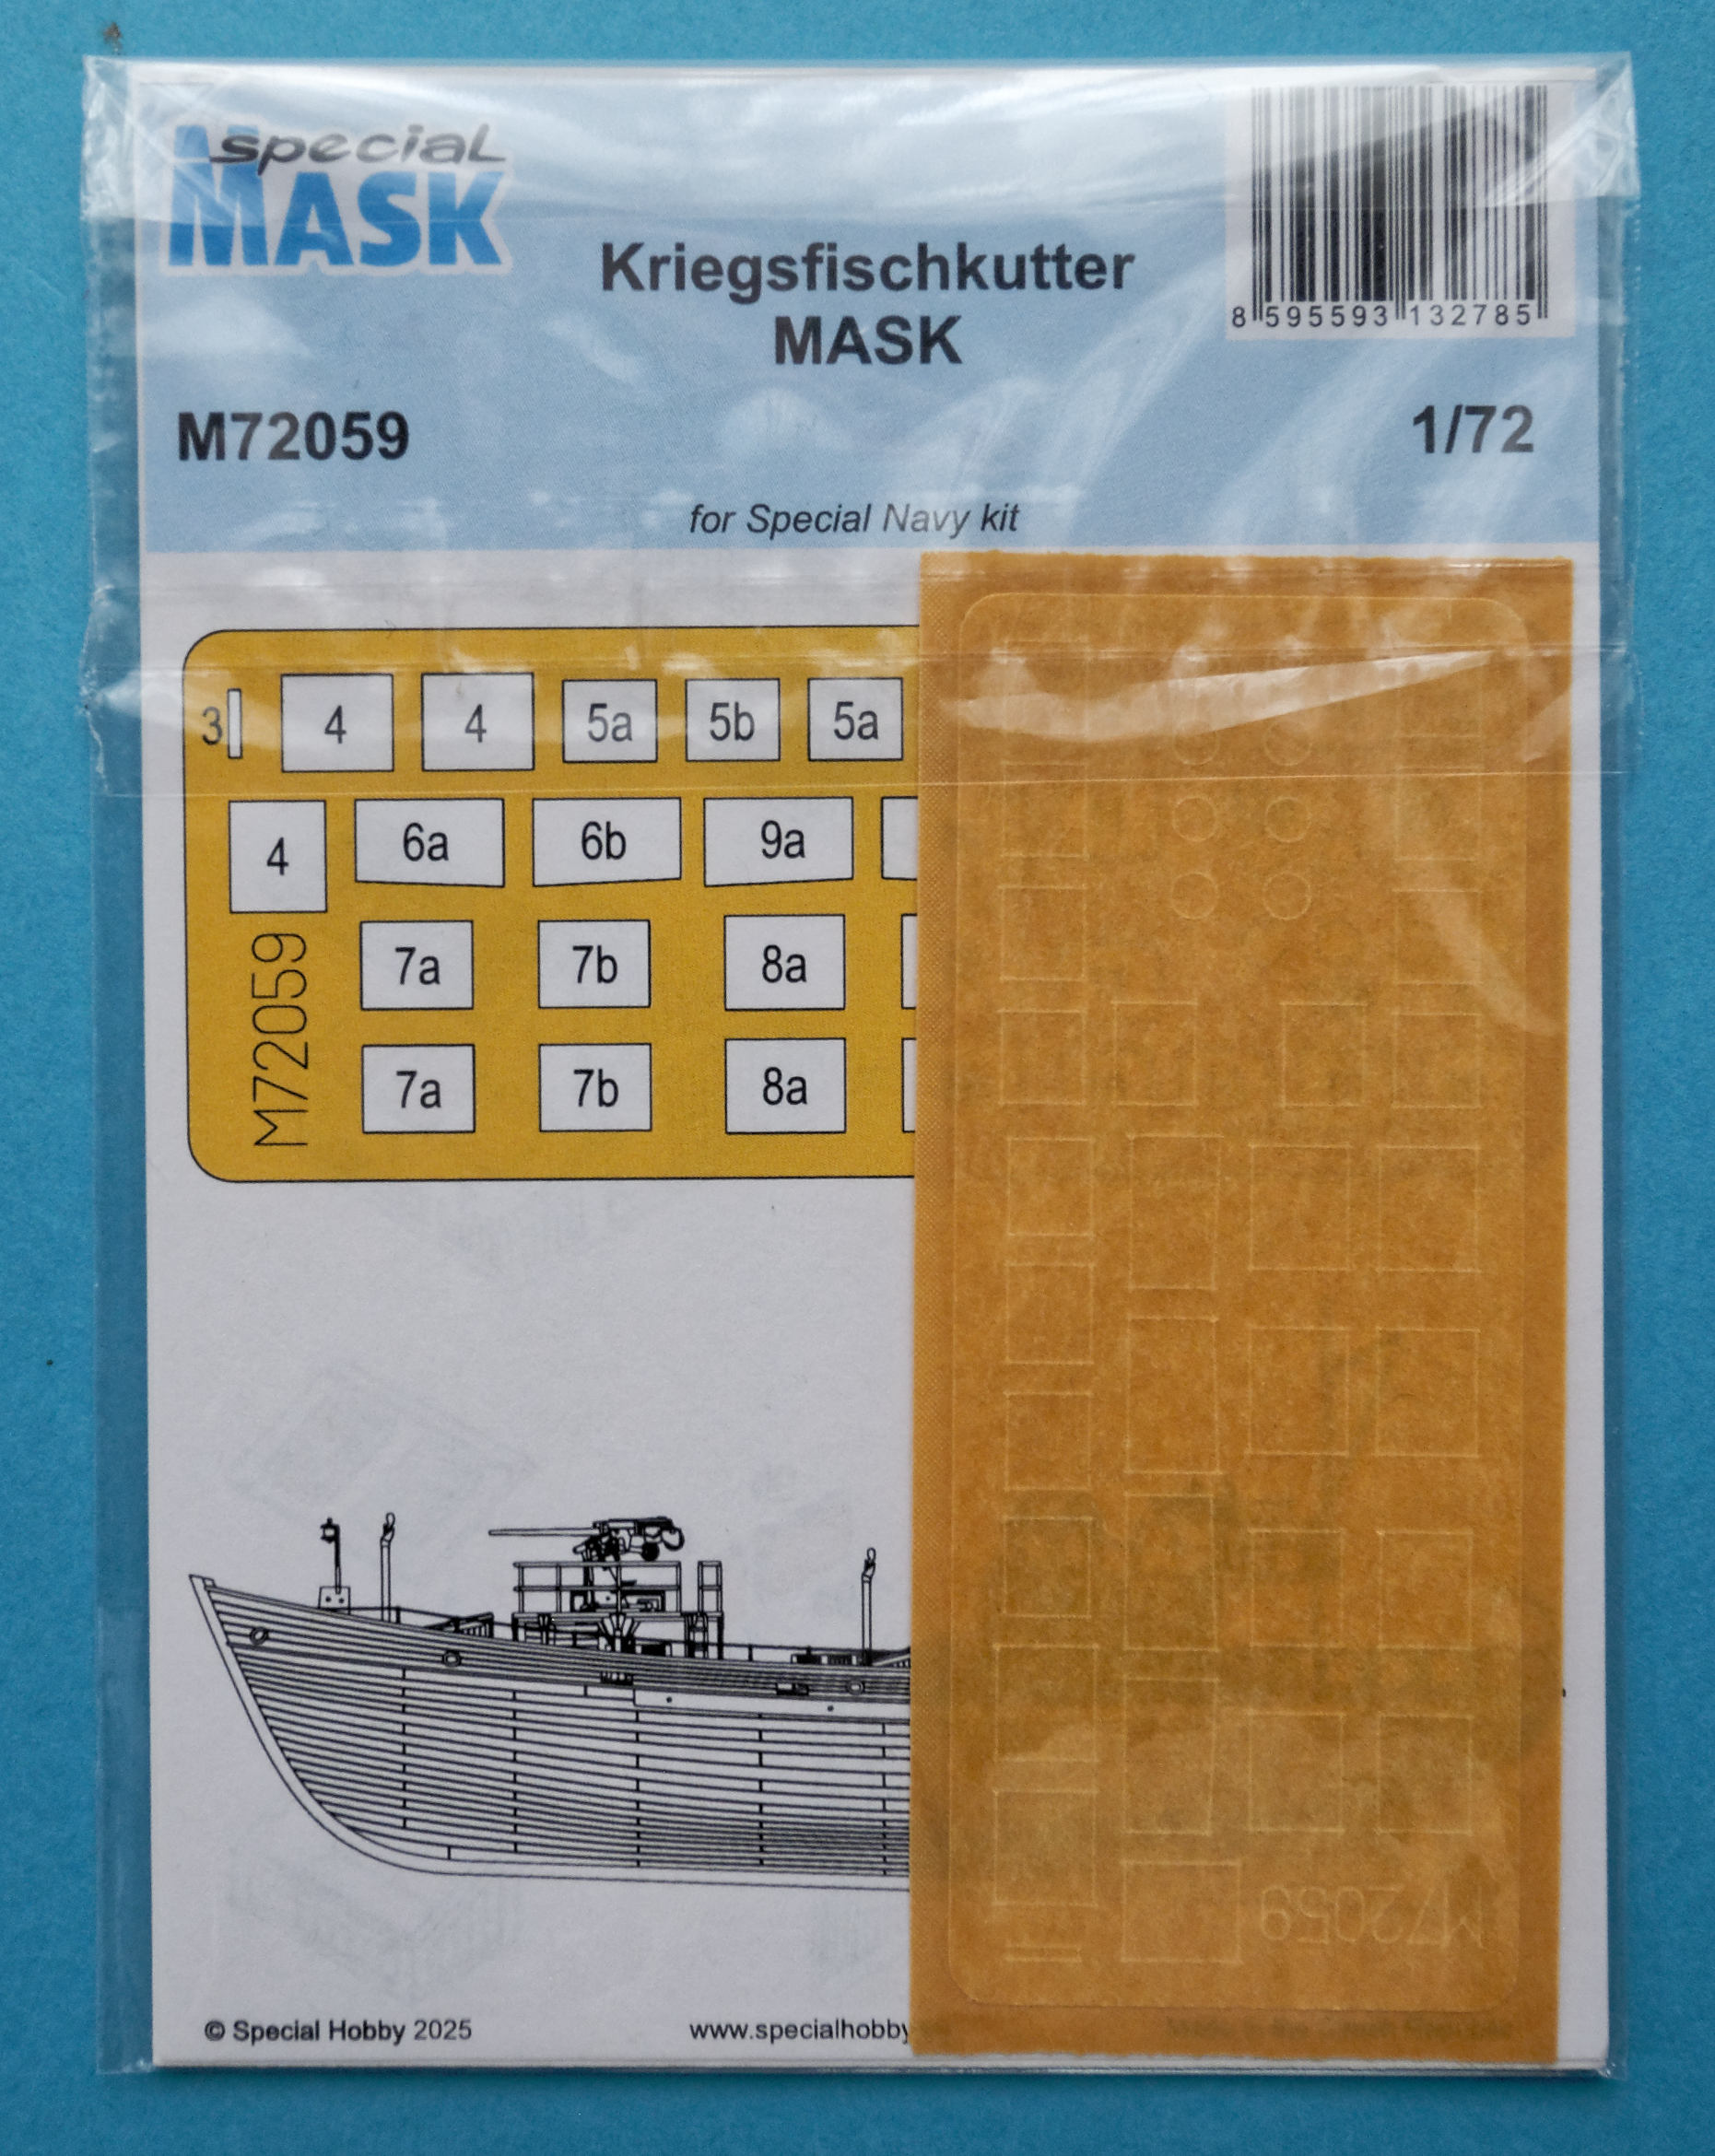 special
MASK
Kriegsfischkutter
MASK
8 595593 132785
M72059
1/72
for Special Navy kit
3 4 4 5a 5b 5a
4 6a 6b 9a
7a 7b 8a
M72059
7a 7b 8a
M72059
© Special Hobby 2025
www.specialhobby